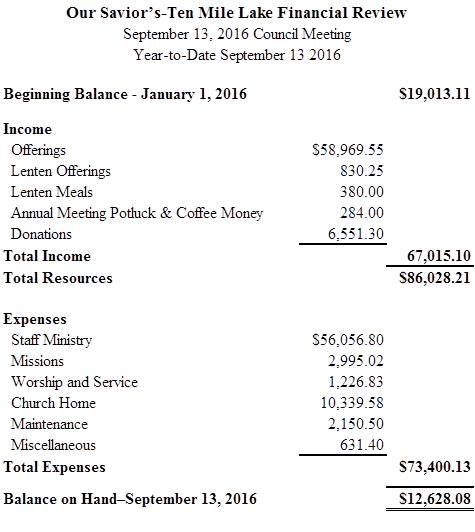 Our Savior's-Ten Mile Lake Financial Review
September 13, 2016 Council Meeting
Year-to-Date September 13 2016
Beginning Balance - January 1, 2016 $19,013.11
Income
Offerings $58,969.55
Lenten Offerings 830.25
Lenten Meals 380.00
Annual Meeting Potluck & Coffee Money 284.00
Donations 6,551.30
Total Income 67,015.10
Total Resources $86,028.21
Expenses
Staff Ministry $56,056.80
Missions 2,995.02
Worship and Service 1,226.83
Church Home 10,339.58
Maintenance 2,150.50
Miscellaneous 631.40
Total Expenses $73,400.13
Balance on Hand–September 13, 2016 $12,628.08